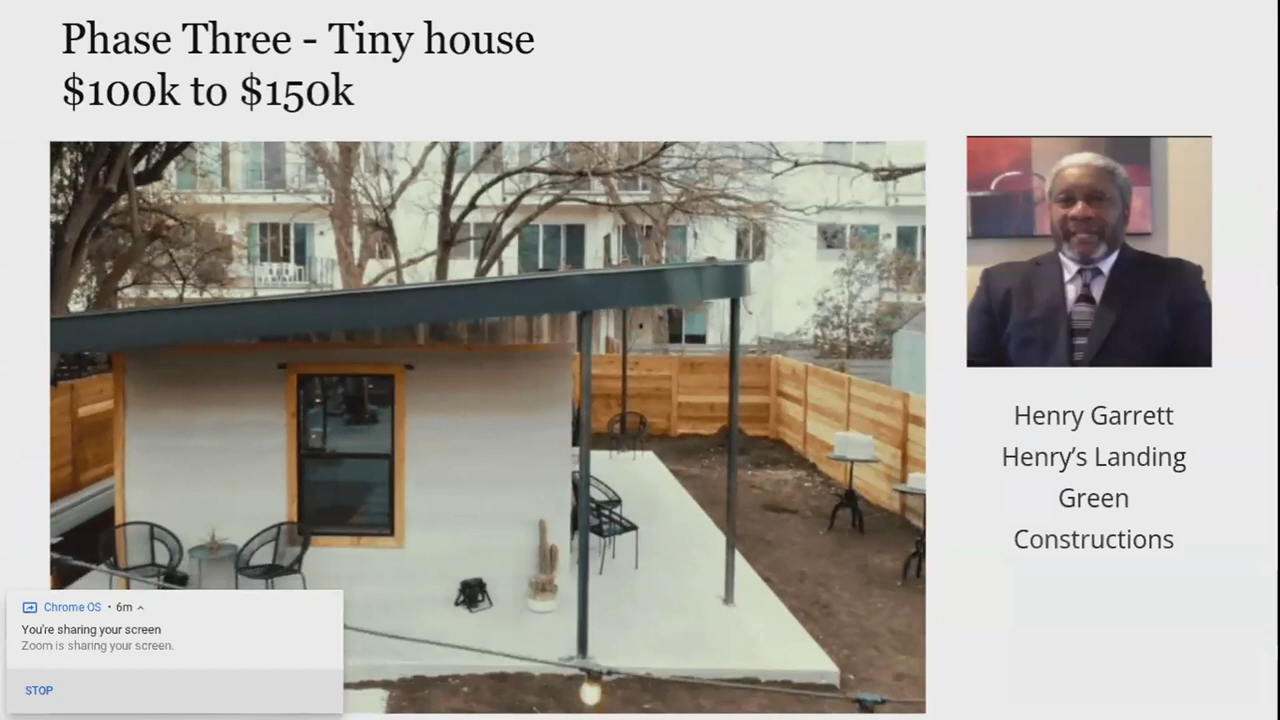 Phase Three - Tiny house
$100k to $150k
Henry Garrett
Henry's Landing
Green
Constructions
Chrome OS • 6m
You're sharing your screen
Zoom is sharing your screen.
STOP